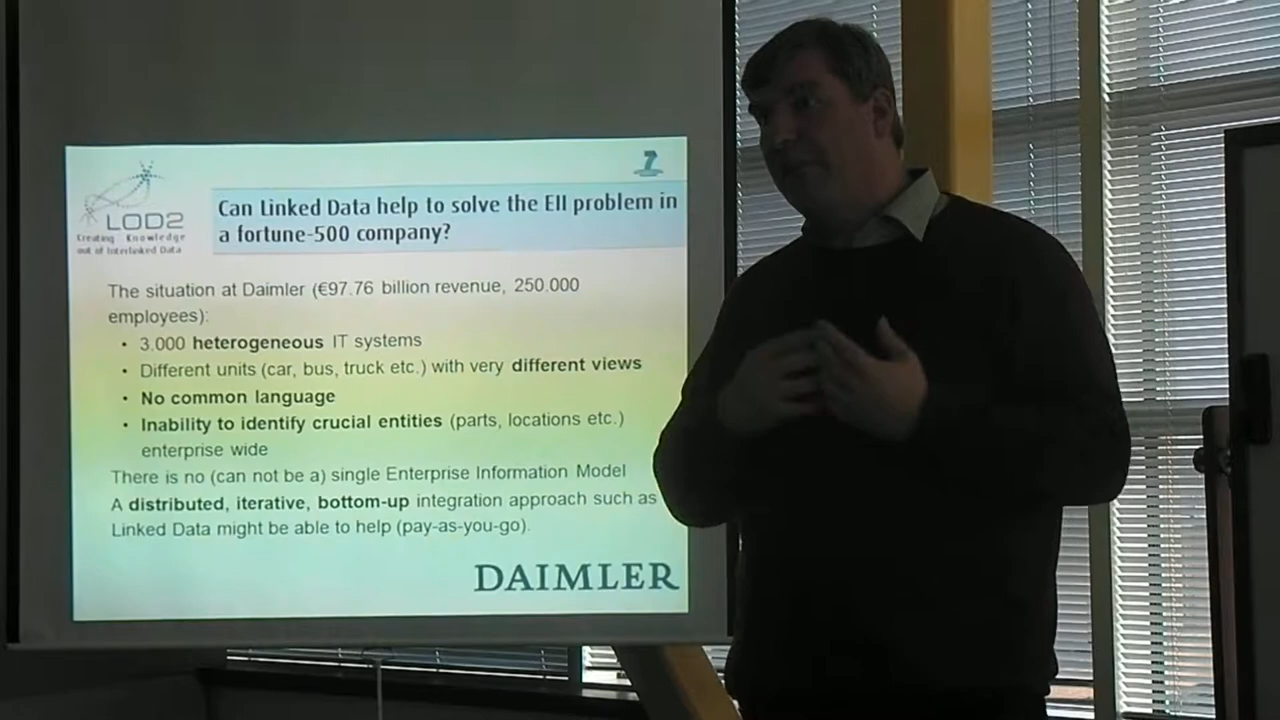 LOD2
Creating Knowledge
out of Interlinked Data
Can Linked Data help to solve the EII problem in
a fortune-500 company?
The situation at Daimler (€97.76 billion revenue, 250.000
employees):
• 3.000 heterogeneous IT systems
• Different units (car, bus, truck etc.) with very different views
• No common language
• Inability to identify crucial entities (parts, locations etc.)
enterprise wide
There is no (can not be a) single Enterprise Information Model
A distributed, iterative, bottom-up integration approach such as
Linked Data might be able to help (pay-as-you-go).
DAIMLER